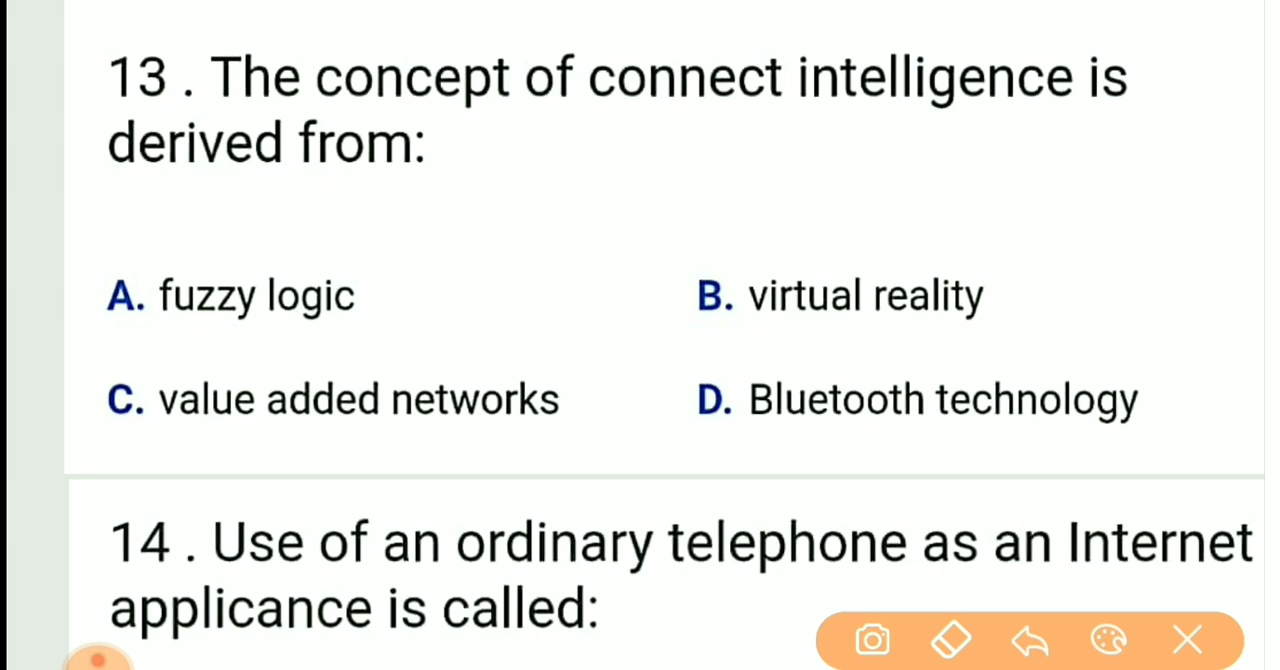 13 . The concept of connect intelligence is
derived from:
A. fuzzy logic
B. virtual reality
C. value added networks
D. Bluetooth technology
14 . Use of an ordinary telephone as an Internet
applicance is called: